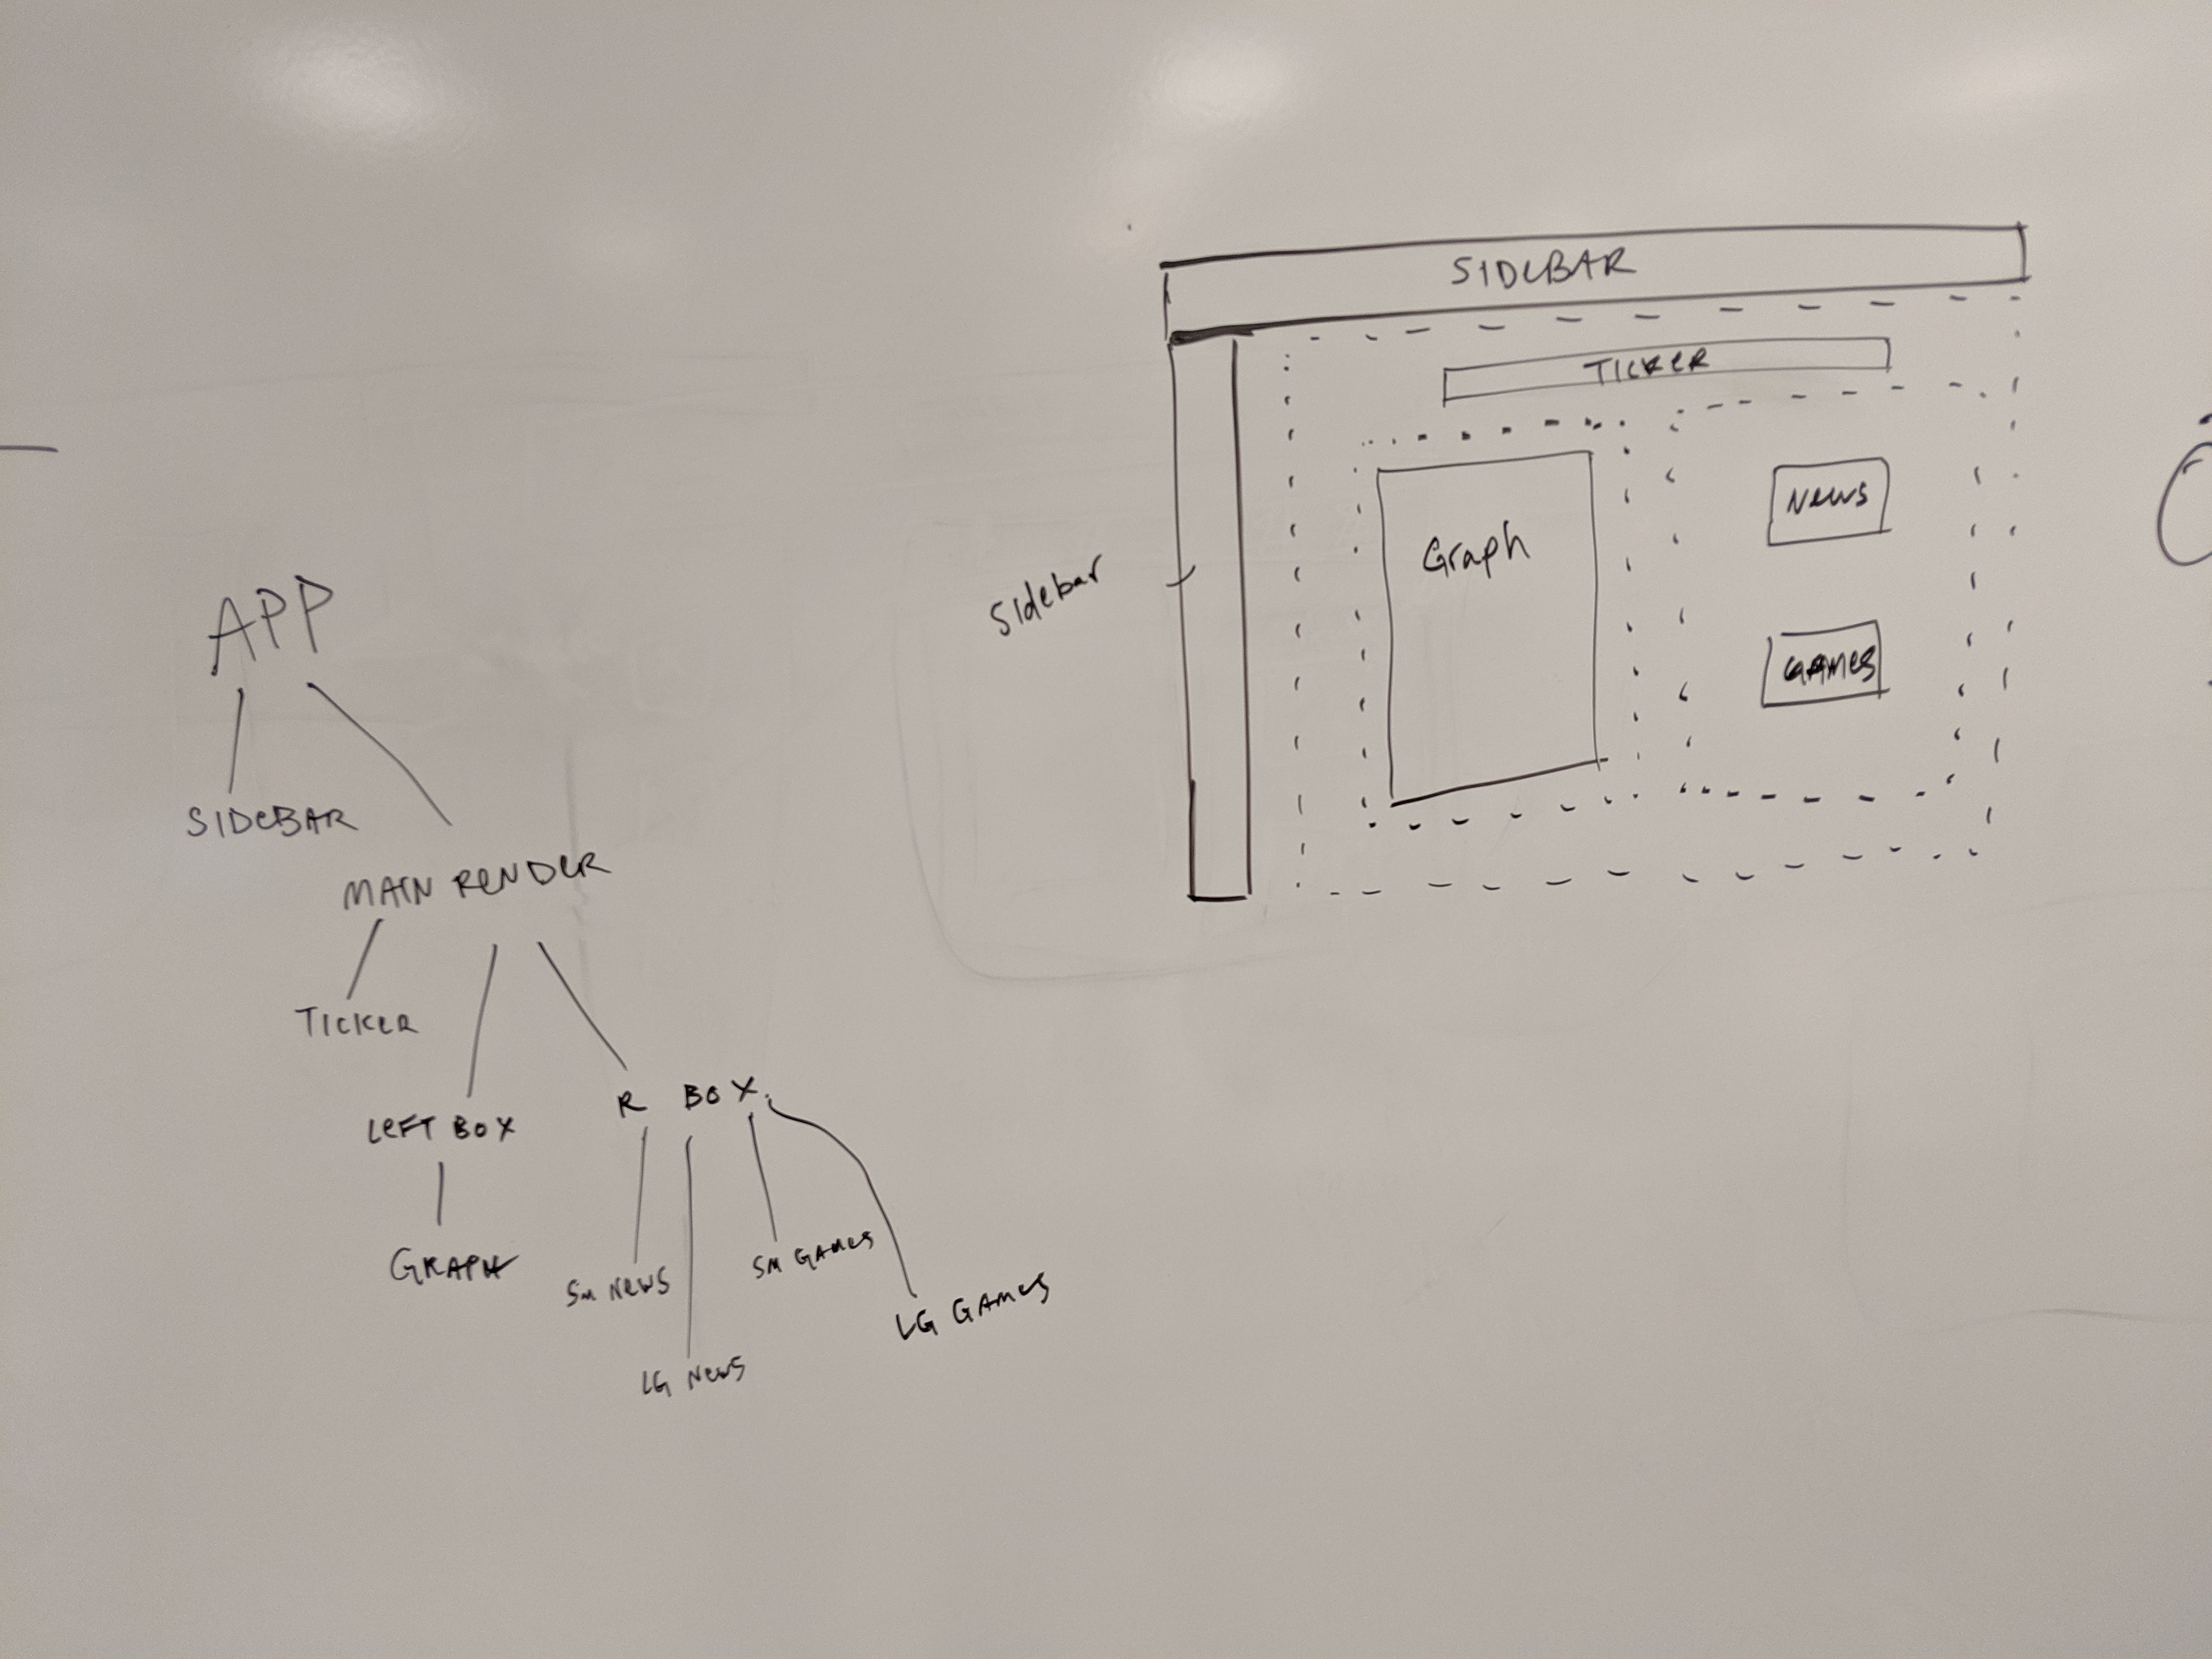 APP
SIDEBAR
MAIN RENDER
TICKER
LEFT BOX
R BOX
GRAPH
SM NEWS
LG NEWS
SM GAMES
LG GAMES
SIDEBAR
TICKER
Sidebar
Graph
NEWS
GAMES